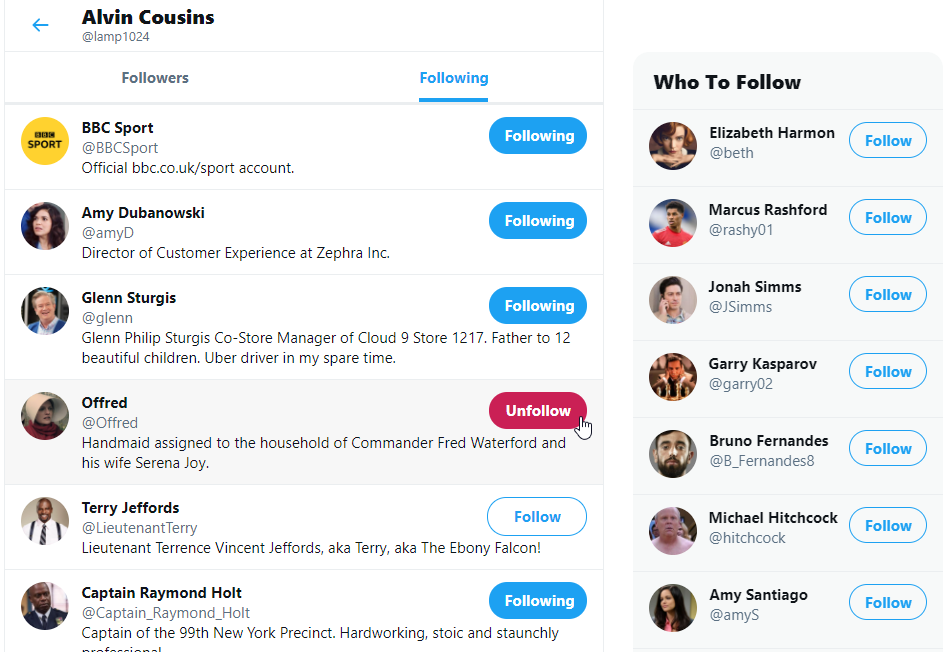 Alvin Cousins
@lamp1024
Followers
Following
BBC Sport
@BBCSport
Official bbc.co.uk/sport account.
Following
BBC
SPORT
Amy Dubanowski
@amyD
Director of Customer Experience at Zephra Inc.
Following
Glenn Sturgis
@glenn
Glenn Philip Sturgis Co-Store Manager of Cloud 9 Store 1217. Father to 12
beautiful children. Uber driver in my spare time.
Following
Offred
@Offred
Handmaid assigned to the household of Commander Fred Waterford and
his wife Serena Joy.
Unfollow
Terry Jeffords
@LieutenantTerry
Lieutenant Terrence Vincent Jeffords, aka Terry, aka The Ebony Falcon!
Follow
Captain Raymond Holt
@Captain_Raymond_Holt
Captain of the 99th New York Precinct. Hardworking, stoic and staunchly
professional
Following
Who To Follow
Elizabeth Harmon
@beth
Follow
Marcus Rashford
@rashy01
Follow
Jonah Simms
@JSimms
Follow
Garry Kasparov
@garry02
Follow
Bruno Fernandes
@B_Fernandes8
Follow
Michael Hitchcock
@hitchcock
Follow
Amy Santiago
@amyS
Follow